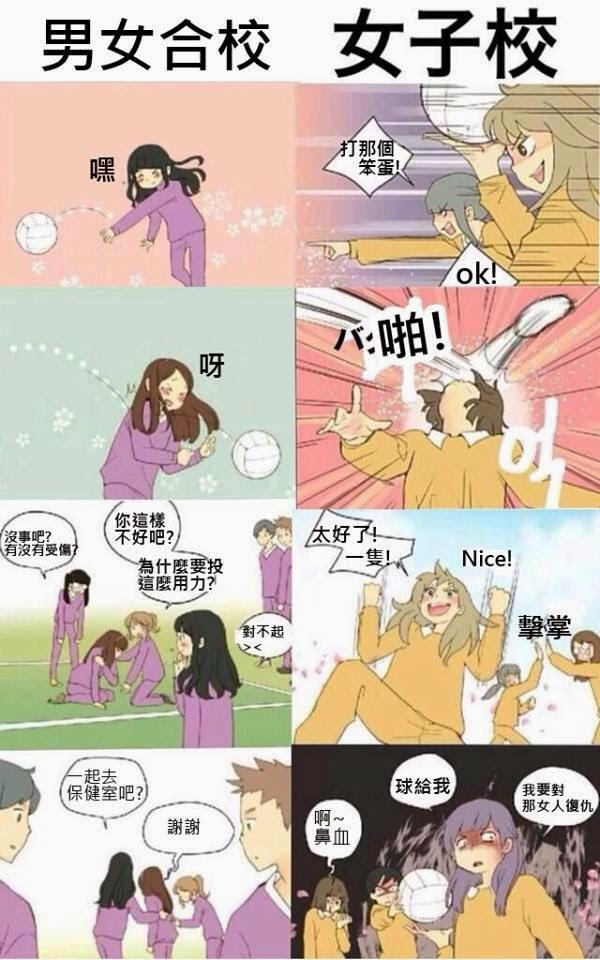 男女合校
女子校
嘿
打那個
笨蛋!
ok!
呀
バシ
啪!
어억
沒事吧?
有沒有受傷?
你這樣
不好吧?
為什麼要投
這麼用力?
對不起
><
太好了!
一隻!
Nice!
擊掌
一起去
保健室吧?
謝謝
球給我
啊~
鼻血
我要對
那女人復仇